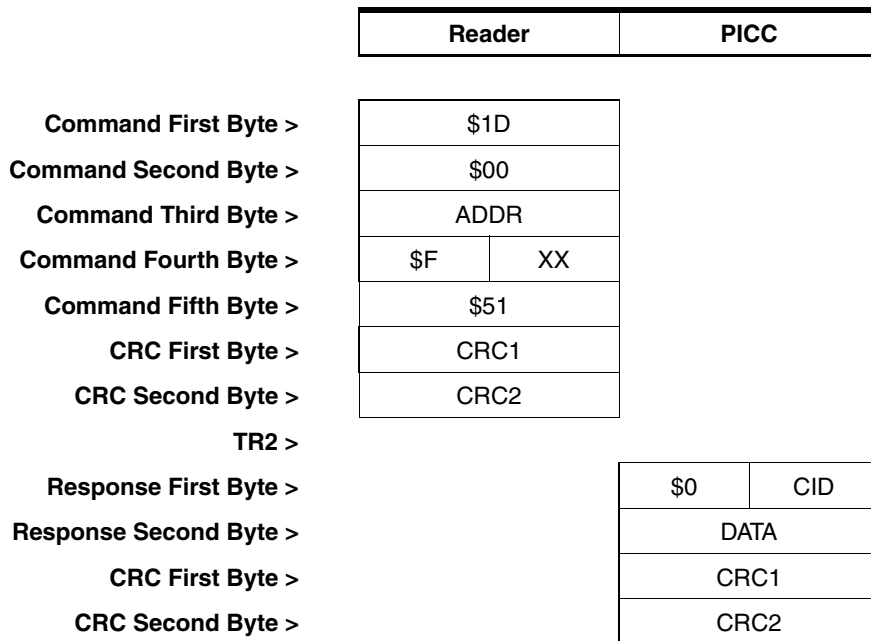 Reader PICC
Command First Byte > $1D
Command Second Byte > $00
Command Third Byte > ADDR
Command Fourth Byte > $F XX
Command Fifth Byte > $51
CRC First Byte > CRC1
CRC Second Byte > CRC2
TR2 >
Response First Byte > $0 CID
Response Second Byte > DATA
CRC First Byte > CRC1
CRC Second Byte > CRC2